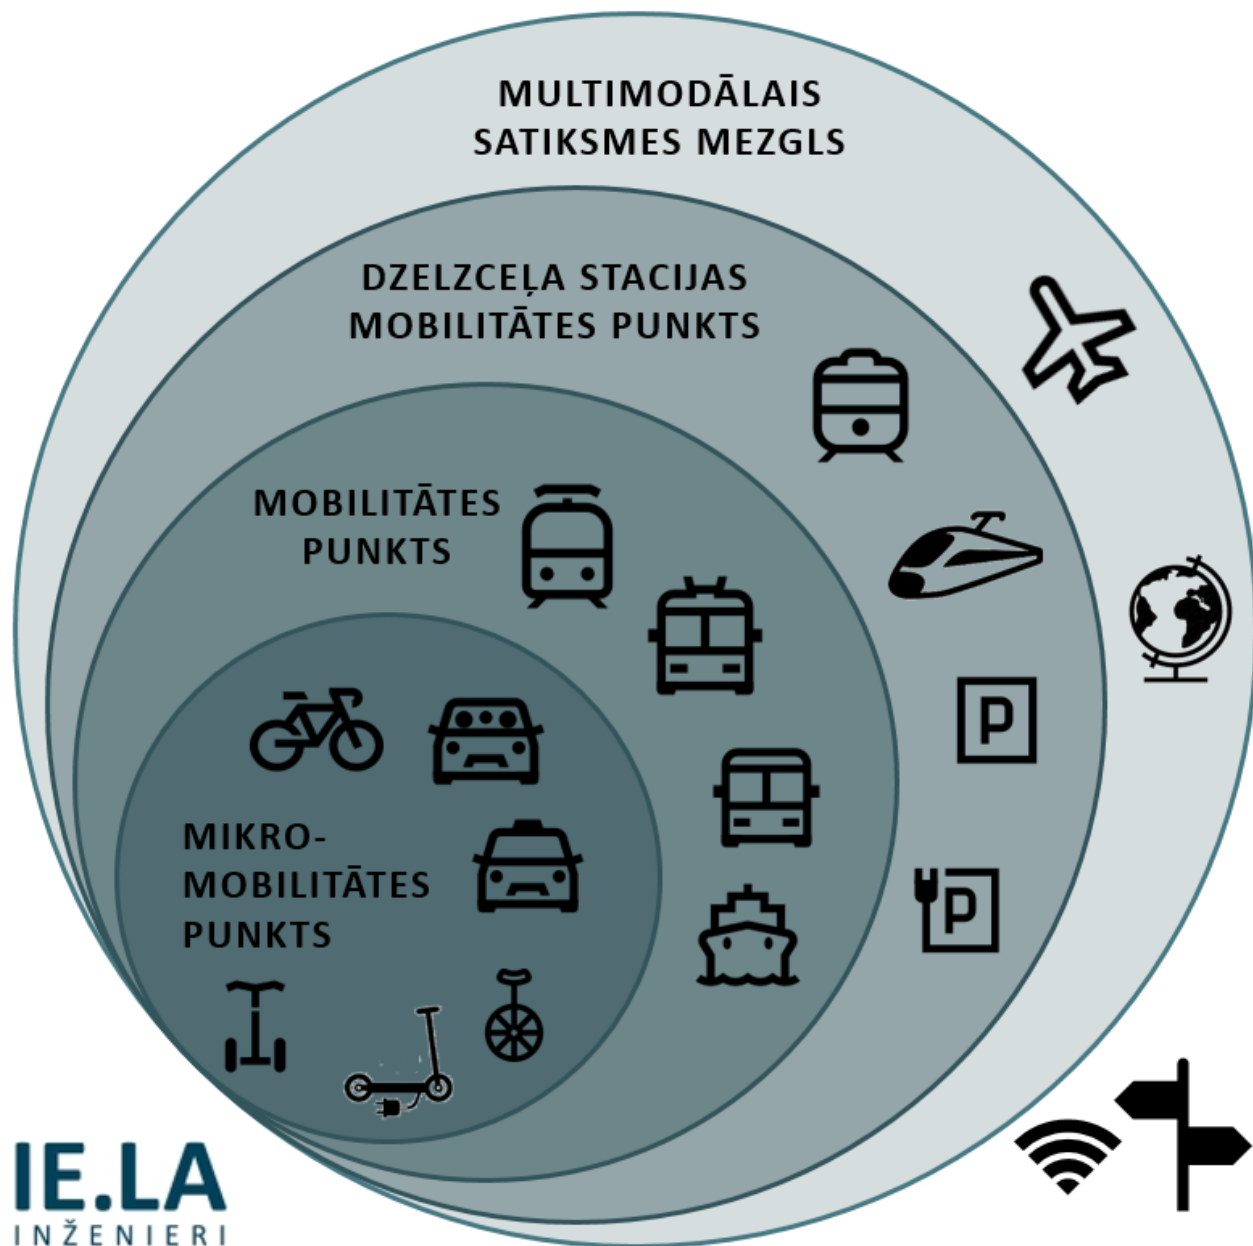 MULTIMODĀLAIS
SATIKSMES MEZGLS
DZELZCEĻA STACIJAS
MOBILITĀTES PUNKTS
MOBILITĀTES
PUNKTS
MIKRO-
MOBILITĀTES
PUNKTS
P
P
IE.LA
INŽENIERI